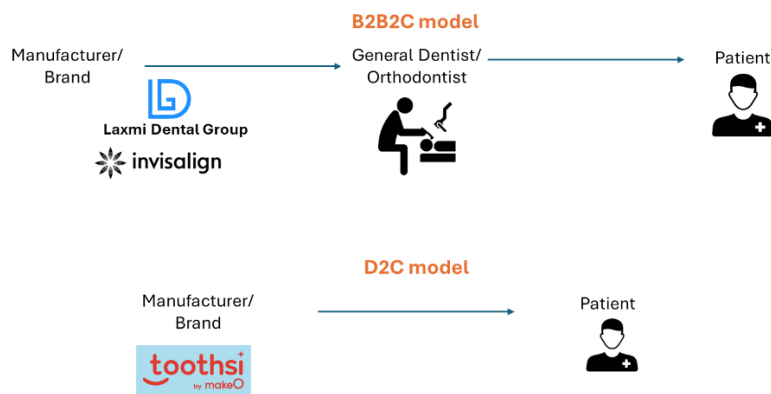 B2B2C model
Manufacturer/
Brand
General Dentist/
Orthodontist
Patient
LD
Laxmi Dental Group
invisalign
D2C model
Manufacturer/
Brand
Patient
toothsi
by makeO